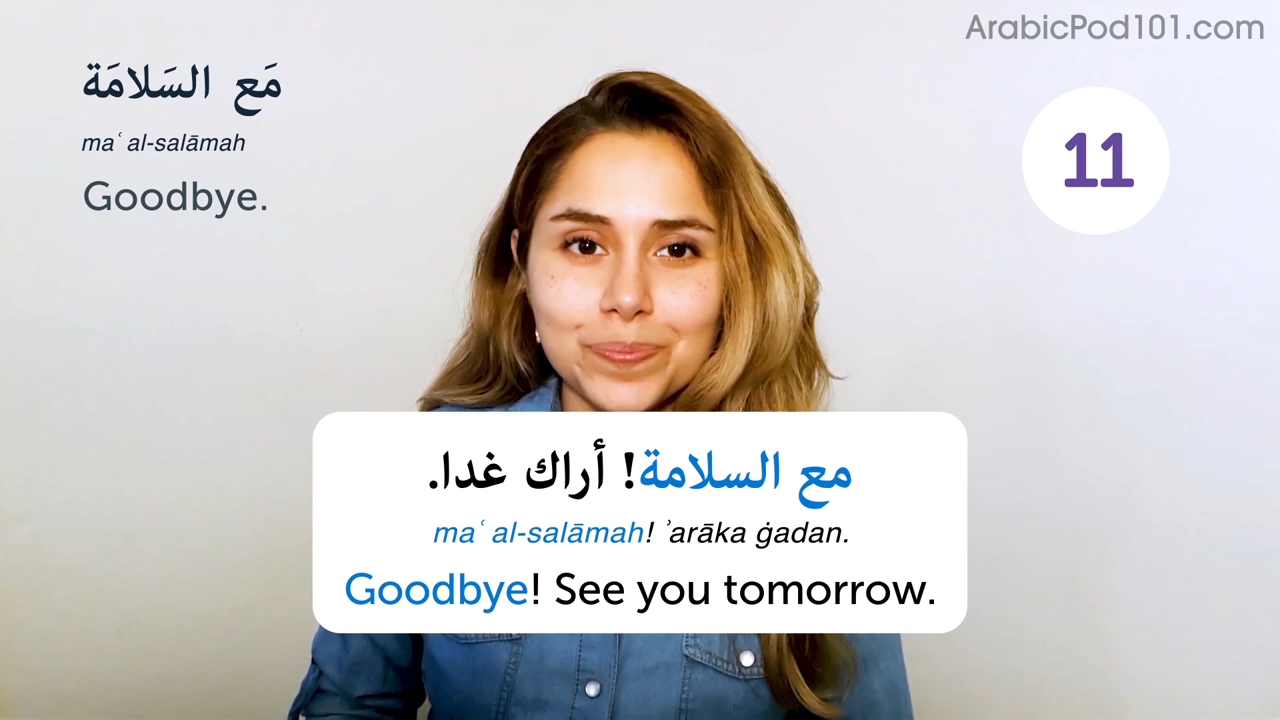 ArabicPod101.com
مَع السَلامَة
maʿ al-salāmah
Goodbye.
11
مع السلامة! أراك غدا.
maʿ al-salāmah! ʾarāka ġadan.
Goodbye! See you tomorrow.